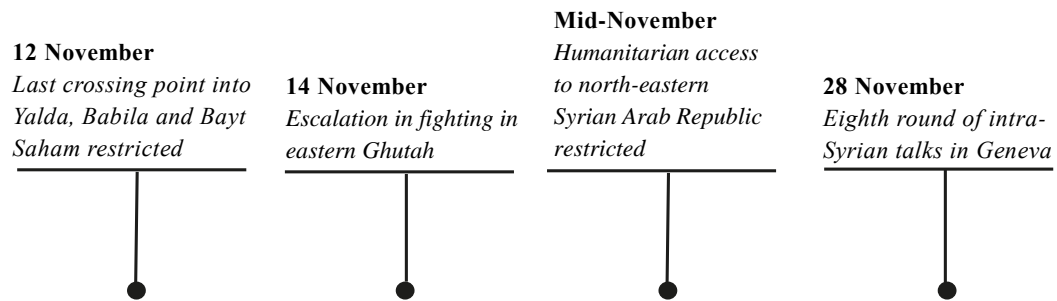 12 November
Last crossing point into
Yalda, Babila and Bayt
Saham restricted
14 November
Escalation in fighting in
eastern Ghutah
Mid-November
Humanitarian access
to north-eastern
Syrian Arab Republic
restricted
28 November
Eighth round of intra-
Syrian talks in Geneva